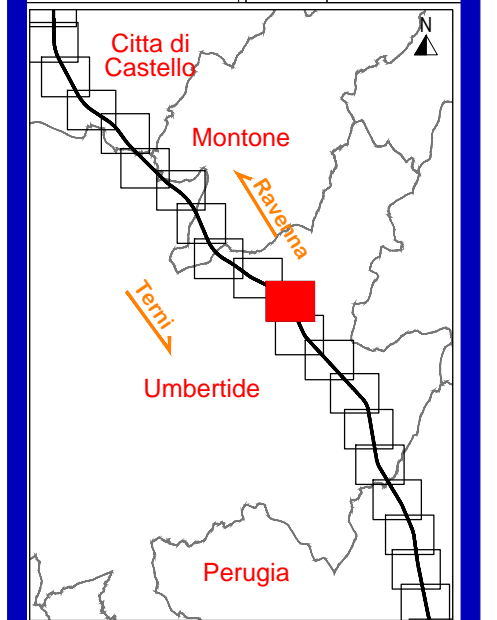 N
Citta di
Castello
Montone
Ravenna
Terni
Umbertide
Perugia